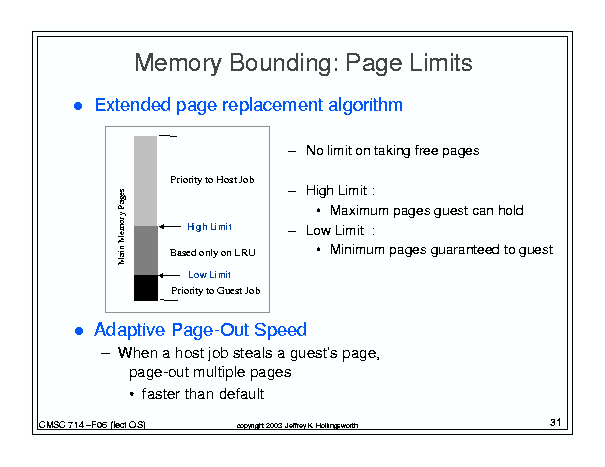 Memory Bounding: Page Limits
● Extended page replacement algorithm
Main Memory Pages
Priority to Host Job
High Limit
Based only on LRU
Low Limit
Priority to Guest Job
– No limit on taking free pages
– High Limit :
• Maximum pages guest can hold
– Low Limit :
• Minimum pages guaranteed to guest
● Adaptive Page-Out Speed
– When a host job steals a guest's page,
page-out multiple pages
• faster than default
CMSC 714 –F06 (lect OS)
copyright 2003 Jeffrey K. Hollingsworth
31